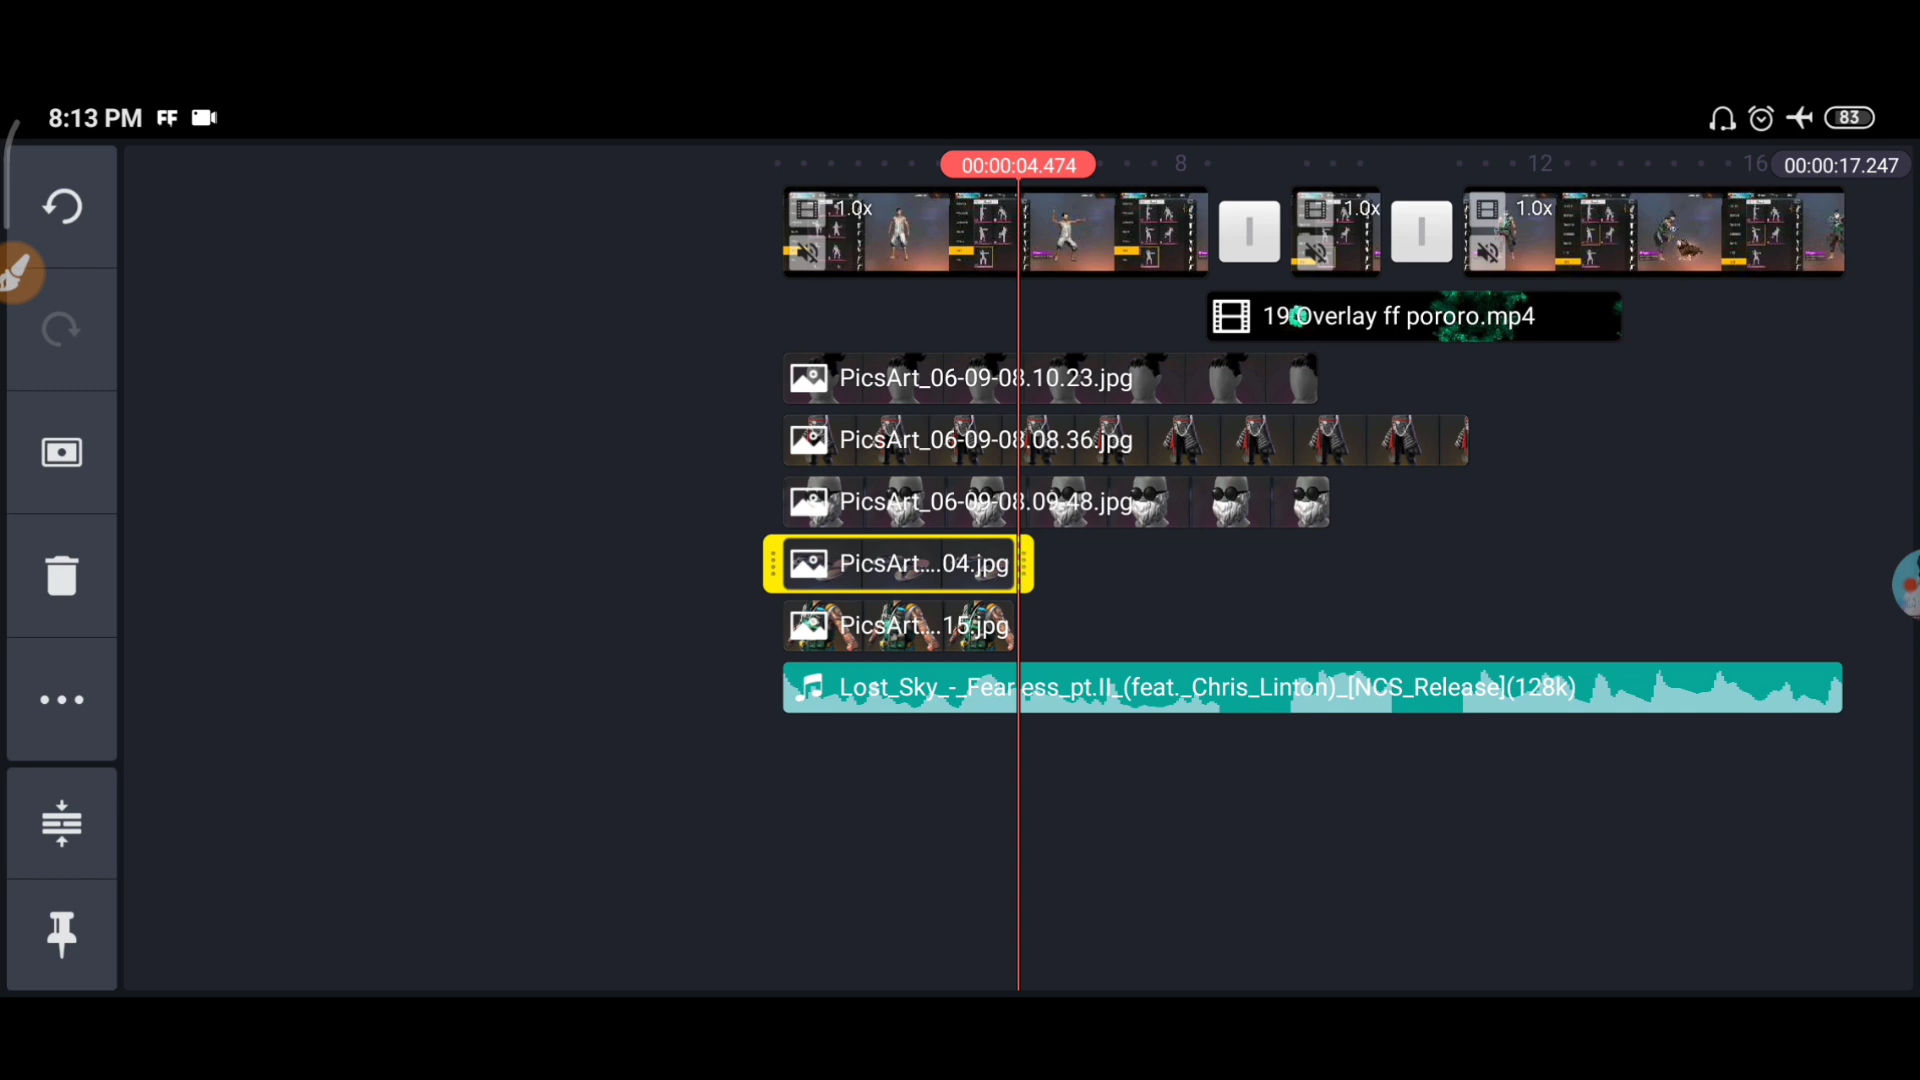 8:13 PM FF
83
00:00:04.474
8
12
16
00:00:17.247
1.0x
1.0x
1.0x
19 Overlay ff pororo.mp4
PicsArt_06-09-08.10.23.jpg
PicsArt_06-09-08.08.36.jpg
PicsArt_06-09-08.09.48.jpg
PicsArt....04.jpg
PicsArt....15.jpg
Lost_Sky_-_Fearless_pt.II_(feat._Chris_Linton)_[NCS_Release](128k)